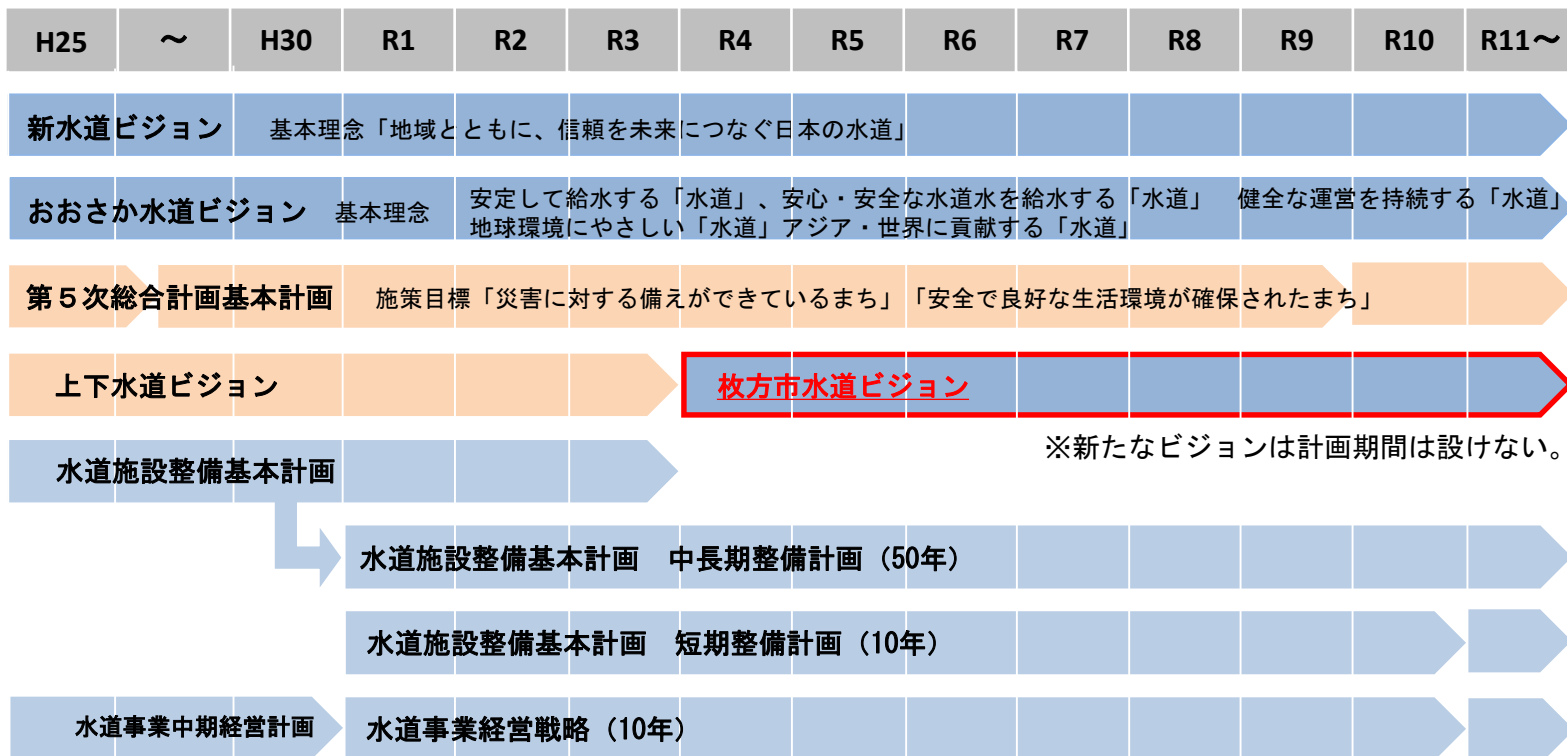 H25 ～ H30 R1 R2 R3 R4 R5 R6 R7 R8 R9 R10 R11～
新水道ビジョン 基本理念「地域とともに、信頼を未来につなぐ日本の水道」
おおさか水道ビジョン 基本理念 安定して給水する「水道」、安心・安全な水道水を給水する「水道」 健全な運営を持続する「水道」
地球環境にやさしい「水道」アジア・世界に貢献する「水道」
第５次総合計画基本計画 施策目標「災害に対する備えができているまち」「安全で良好な生活環境が確保されたまち」
上下水道ビジョン 枚方市水道ビジョン
※新たなビジョンは計画期間は設けない。
水道施設整備基本計画
水道施設整備基本計画 中長期整備計画（50年）
水道施設整備基本計画 短期整備計画（10年）
水道事業中期経営計画 水道事業経営戦略（10年）